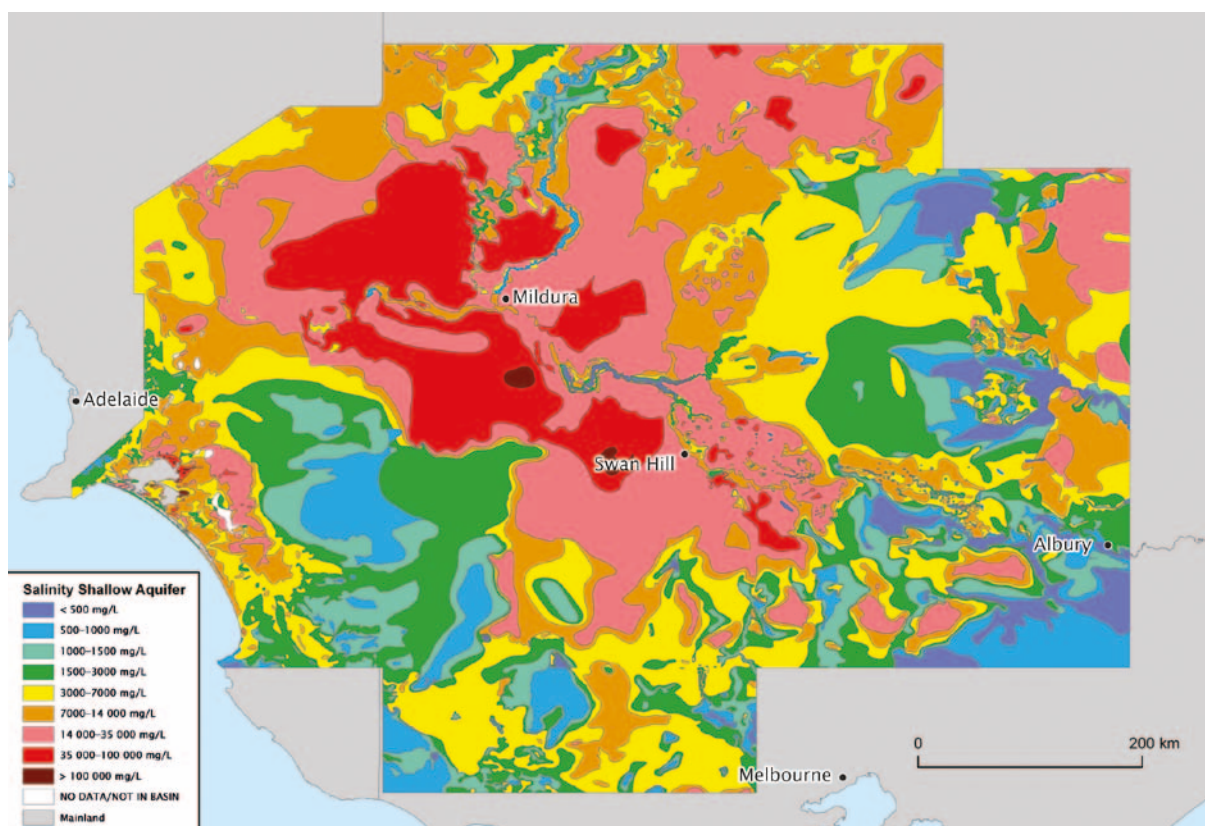 Mildura
Adelaide
Swan Hill
Albury
Salinity Shallow Aquifer
< 500 mg/L
500–1000 mg/L
1000–1500 mg/L
1500–3000 mg/L
3000–7000 mg/L
7000–14 000 mg/L
14 000–35 000 mg/L
35 000–100 000 mg/L
> 100 000 mg/L
NO DATA/NOT IN BASIN
Mainland
0 200 km
Melbourne